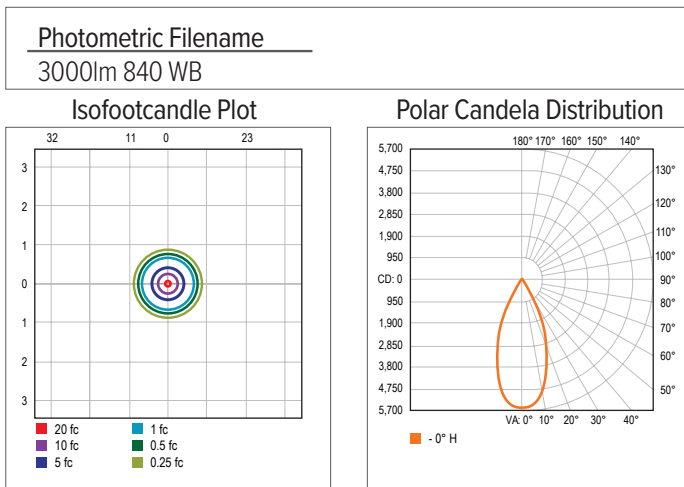 Photometric Filename
3000lm 840 WB
Isofootcandle Plot
32 11 0 23
3
2
1
0
1
2
3
20 fc
10 fc
5 fc
1 fc
0.5 fc
0.25 fc
Polar Candela Distribution
180° 170° 160° 150° 140°
5,700
4,750
3,800
2,850
1,900
950
CD: 0
950
1,900
2,850
3,800
4,750
5,700
130°
120°
110°
100°
90°
80°
70°
60°
50°
VA: 0° 10° 20° 30° 40°
- 0° H